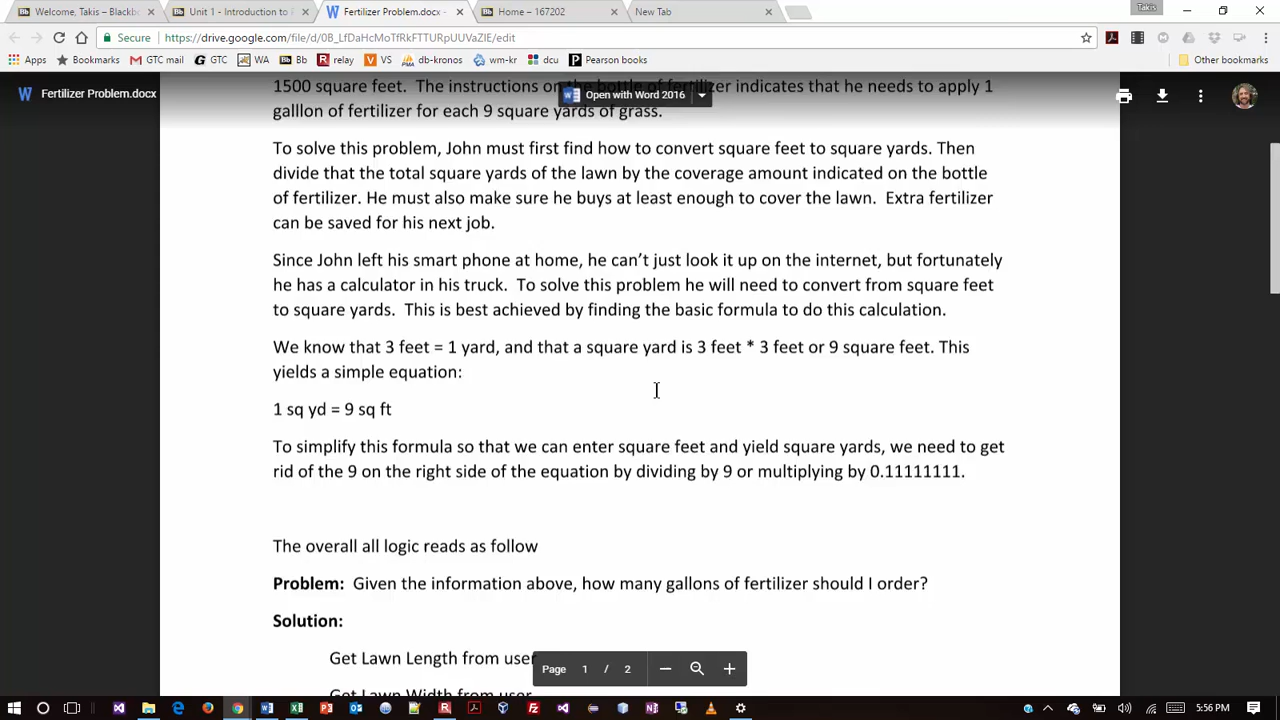 Welcome, Takis – Blackb
Unit 1 - Introduction to P
Fertilizer Problem.docx -
Home – 167202
New Tab
Takis
Secure
https://drive.google.com/file/d/0B_LfDaHcMoTfRkFTTURpUUVaZlE/edit
Apps
Bookmarks
GTC mail
GTC
WA
Bb
relay
VS
db-kronos
wm-kr
dcu
Pearson books
Other bookmarks
Fertilizer Problem.docx
Open with Word 2016
1500 square feet. The instructions on the bottle of fertilizer indicates that he needs to apply 1
galllon of fertilizer for each 9 square yards of grass.
To solve this problem, John must first find how to convert square feet to square yards. Then
divide that the total square yards of the lawn by the coverage amount indicated on the bottle
of fertilizer. He must also make sure he buys at least enough to cover the lawn. Extra fertilizer
can be saved for his next job.
Since John left his smart phone at home, he can't just look it up on the internet, but fortunately
he has a calculator in his truck. To solve this problem he will need to convert from square feet
to square yards. This is best achieved by finding the basic formula to do this calculation.
We know that 3 feet = 1 yard, and that a square yard is 3 feet * 3 feet or 9 square feet. This
yields a simple equation:
1 sq yd = 9 sq ft
To simplify this formula so that we can enter square feet and yield square yards, we need to get
rid of the 9 on the right side of the equation by dividing by 9 or multiplying by 0.11111111.
The overall all logic reads as follow
Problem: Given the information above, how many gallons of fertilizer should I order?
Solution:
Get Lawn Length from user
Get Lawn Width from user
Page 1 / 2
5:56 PM